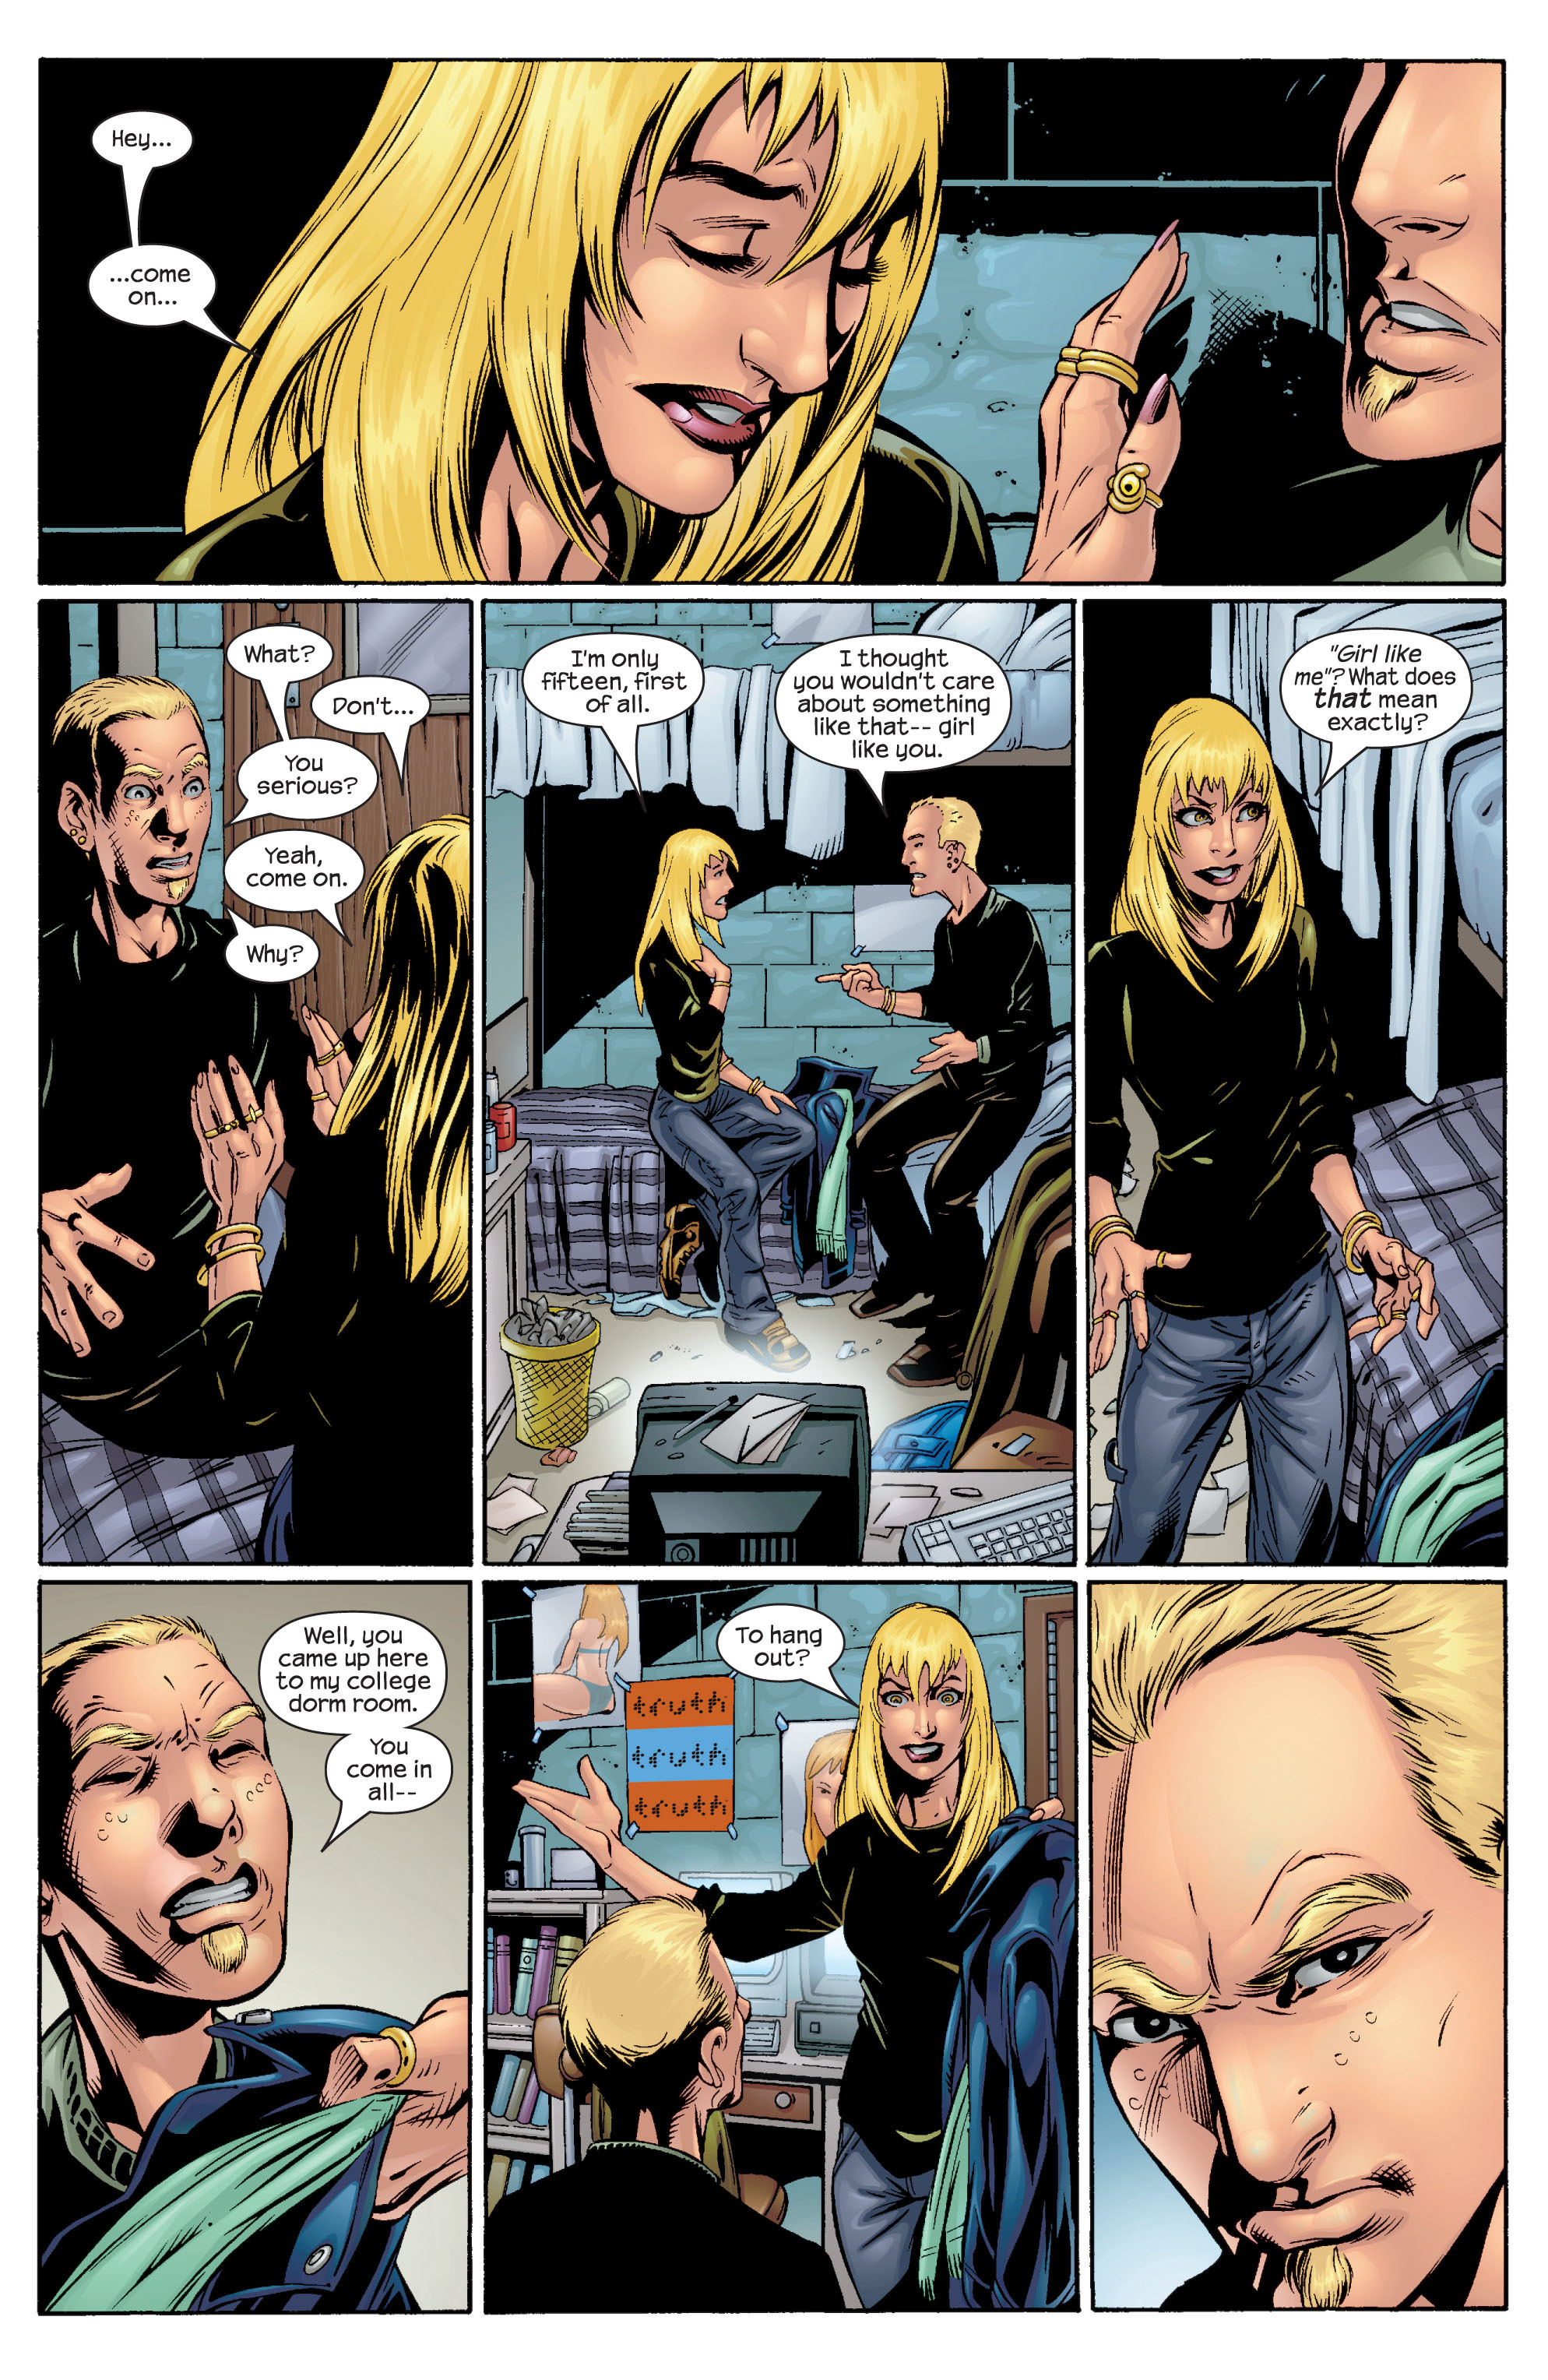 Hey...
...come
on...
What?
Don't...
You
serious?
Yeah,
come on.
Why?
I'm only
fifteen, first
of all.
I thought
you wouldn't care
about something
like that-- girl
like you.
"Girl like
me"? What does
that mean
exactly?
Well, you
came up here
to my college
dorm room.
You
come in
all--
To hang
out?
truth
truth
truth